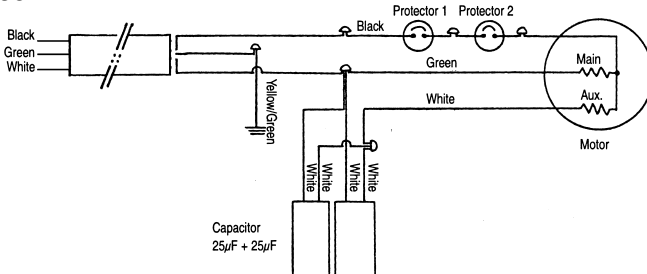 Protector 1 Protector 2
Black
Black
Green
White
Green
Main
Yellow/Green
White
Aux.
Motor
White
White
White
White
Capacitor
25µF + 25µF